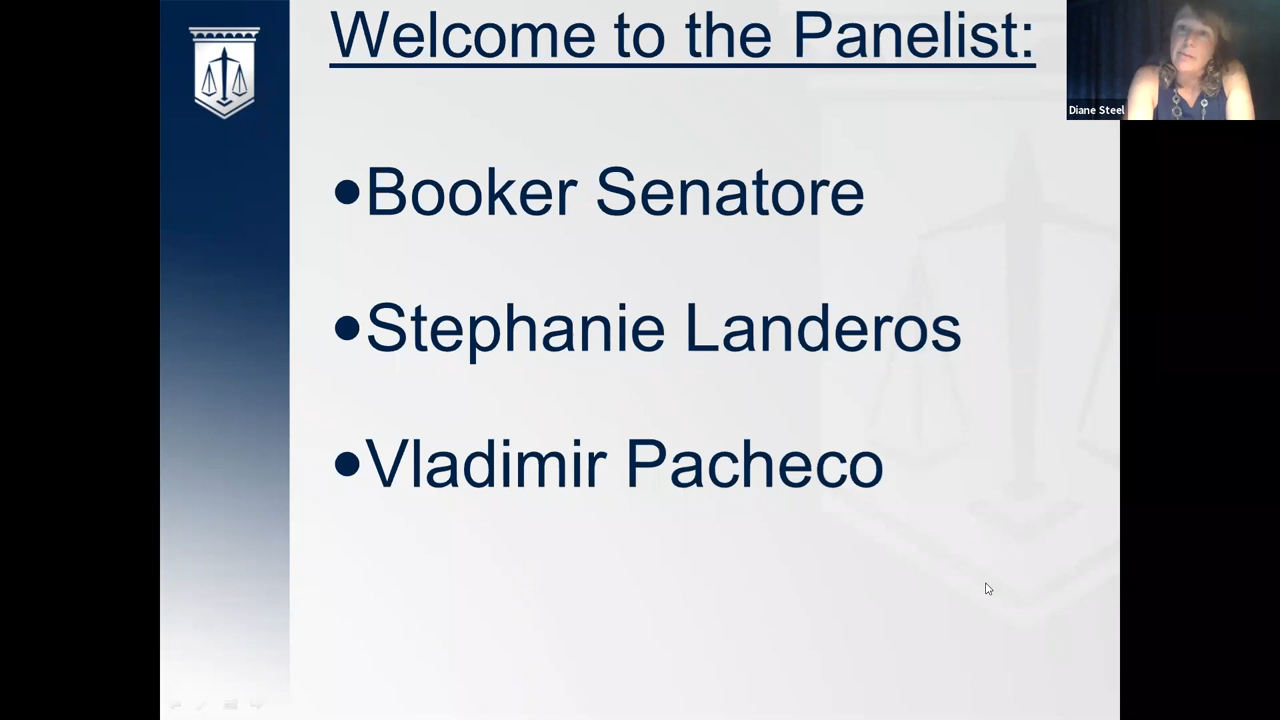 Welcome to the Panelist:
Diane Steel
•Booker Senatore
•Stephanie Landeros
•Vladimir Pacheco